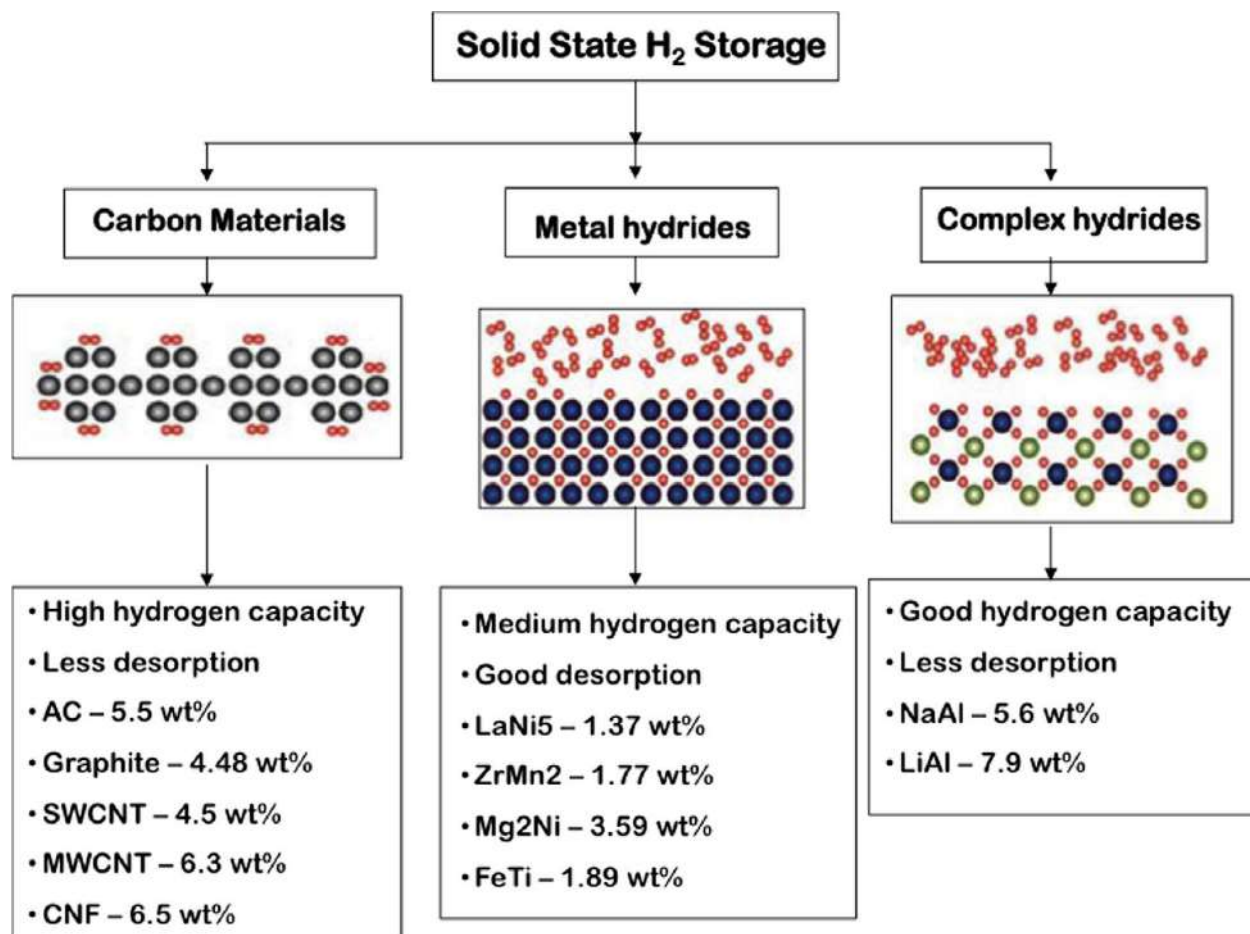 Solid State H₂ Storage
Carbon Materials
Metal hydrides
Complex hydrides
• High hydrogen capacity
• Less desorption
• AC – 5.5 wt%
• Graphite – 4.48 wt%
• SWCNT – 4.5 wt%
• MWCNT – 6.3 wt%
• CNF – 6.5 wt%
• Medium hydrogen capacity
• Good desorption
• LaNi5 – 1.37 wt%
• ZrMn2 – 1.77 wt%
• Mg2Ni – 3.59 wt%
• FeTi – 1.89 wt%
• Good hydrogen capacity
• Less desorption
• NaAl – 5.6 wt%
• LiAl – 7.9 wt%